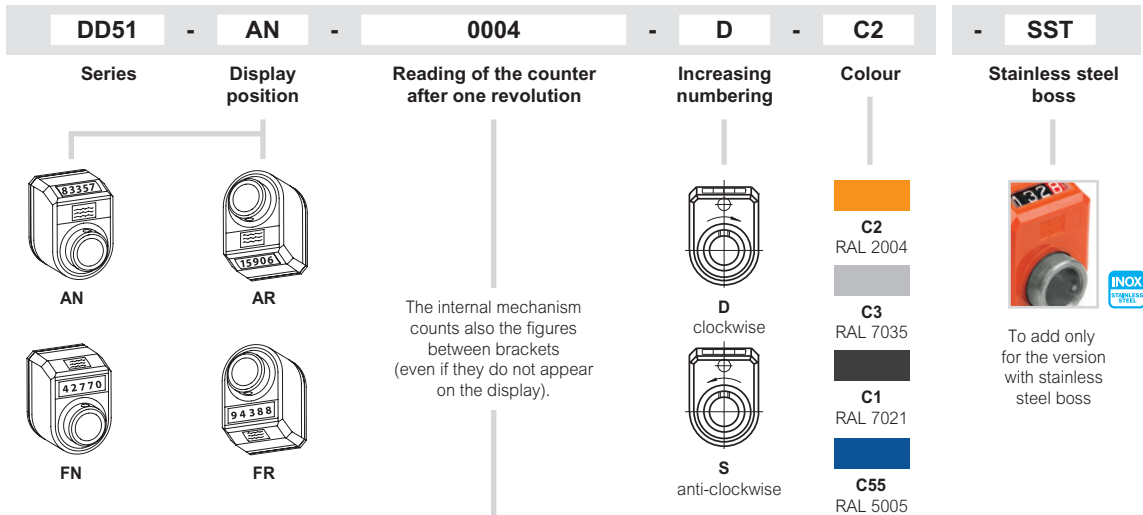 DD51 - AN - 0004 - D - C2 - SST
Series
Display
position
Reading of the counter
after one revolution
Increasing
numbering
Colour
Stainless steel
boss
83357
AN
15906
AR
42770
FN
94388
FR
The internal mechanism
counts also the figures
between brackets
(even if they do not appear
on the display).
D
clockwise
S
anti-clockwise
C2
RAL 2004
C3
RAL 7035
C1
RAL 7021
C55
RAL 5005
1328
INOX
STAINLESS
STEEL
To add only
for the version
with stainless
steel boss